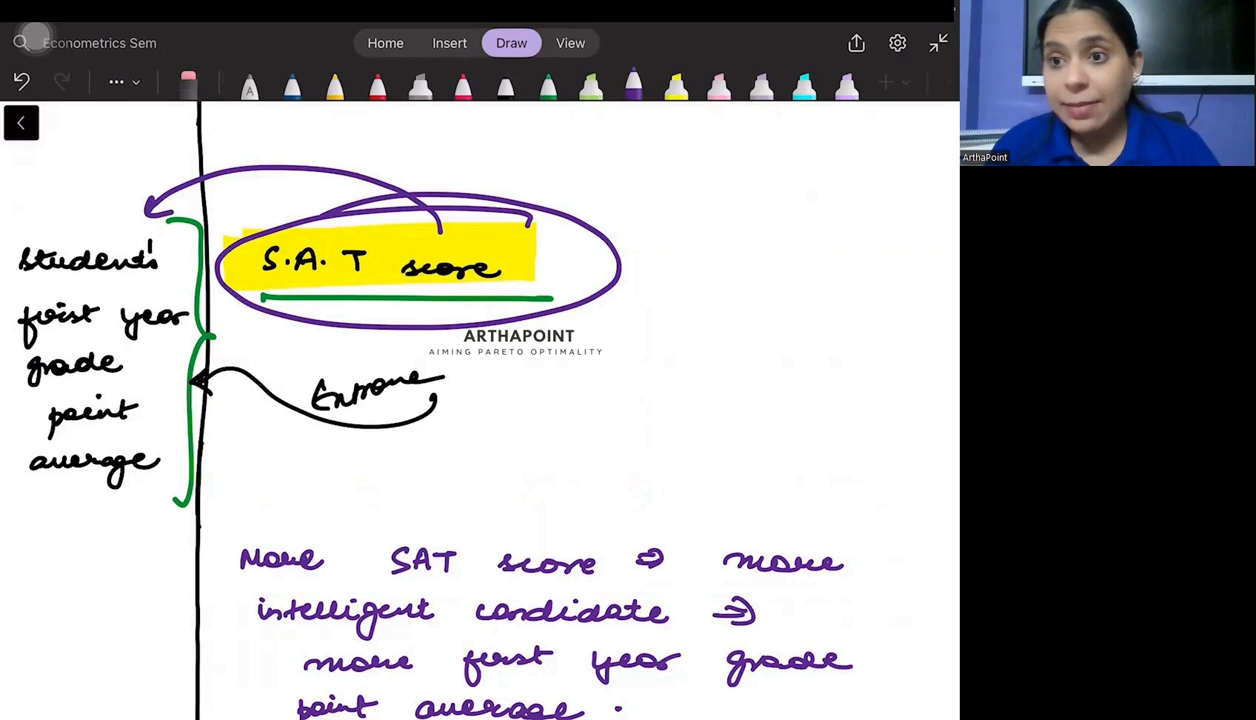 Econometrics Sem
Home Insert Draw View
A
S.A.T score
ARTHAPOINT
AIMING PARETO OPTIMALITY
student's
first year
grade
point
average
More SAT score ⇒ more
intelligent candidate ⇒
more first year grade
point average .
ArthaPoint